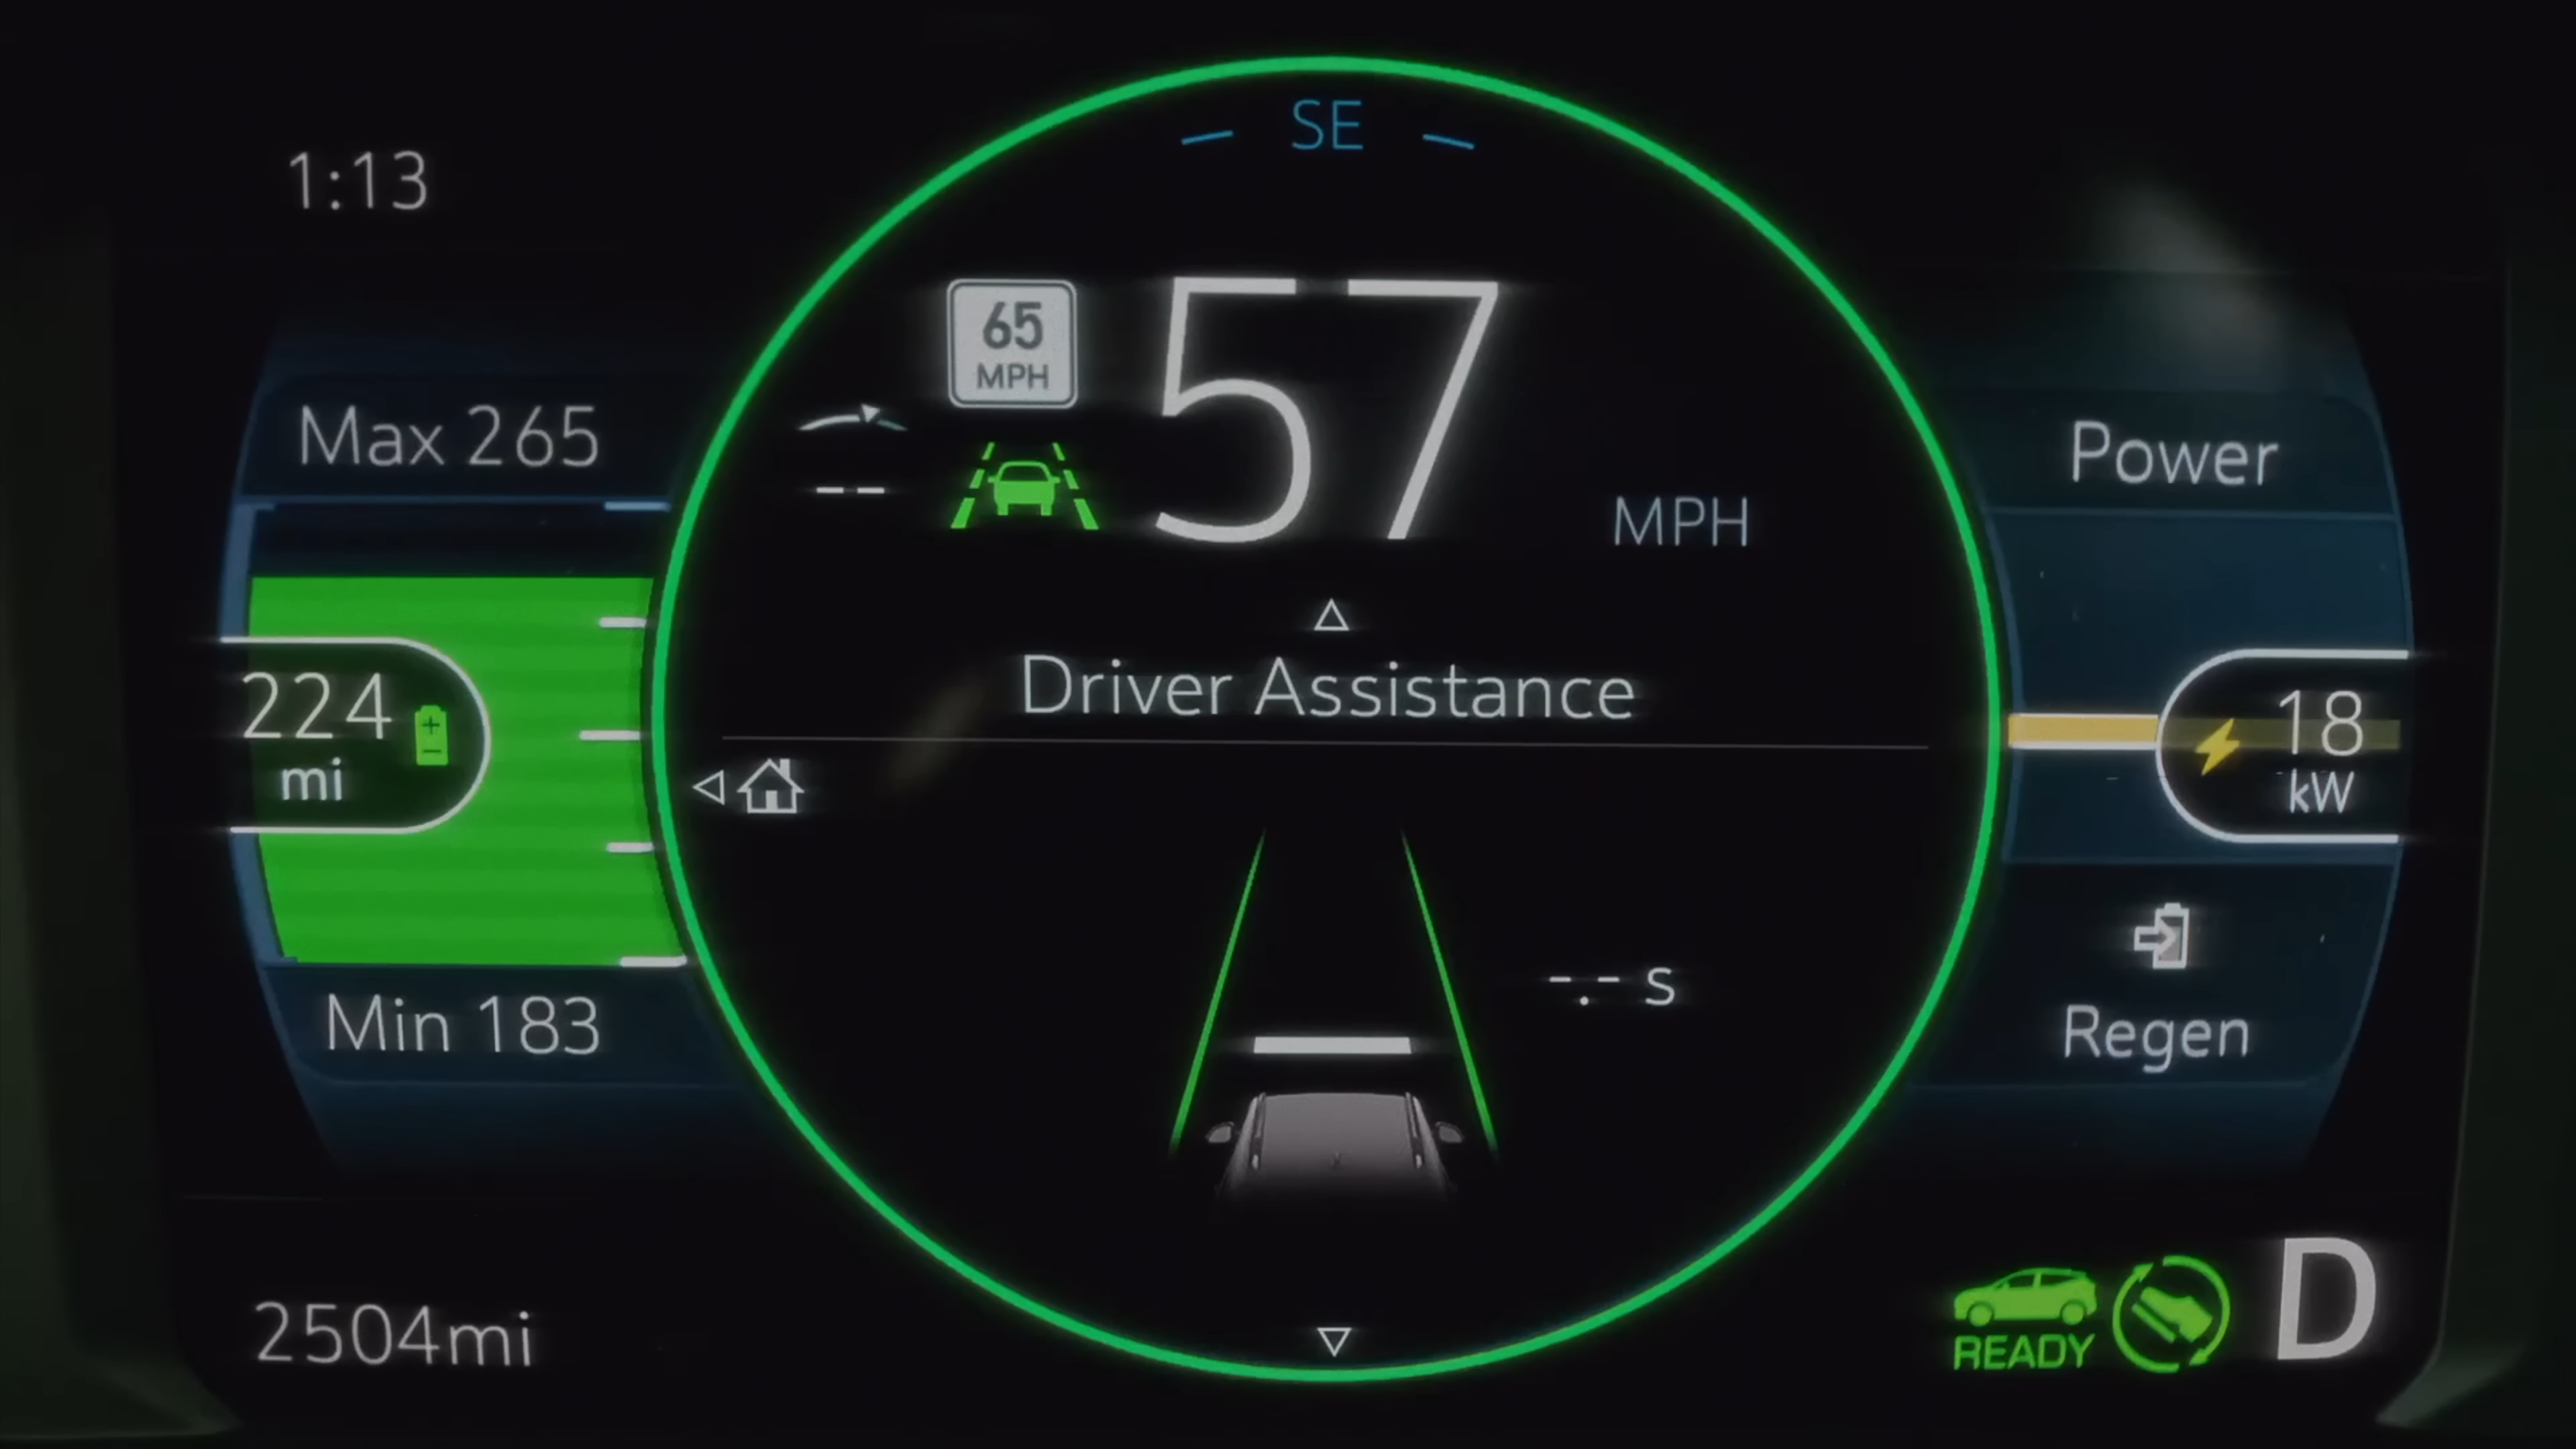 SE
1:13
65
MPH
57
MPH
--
Max 265
Power
Driver Assistance
224
mi
18
kW
-.- s
Min 183
Regen
2504mi
READY
D